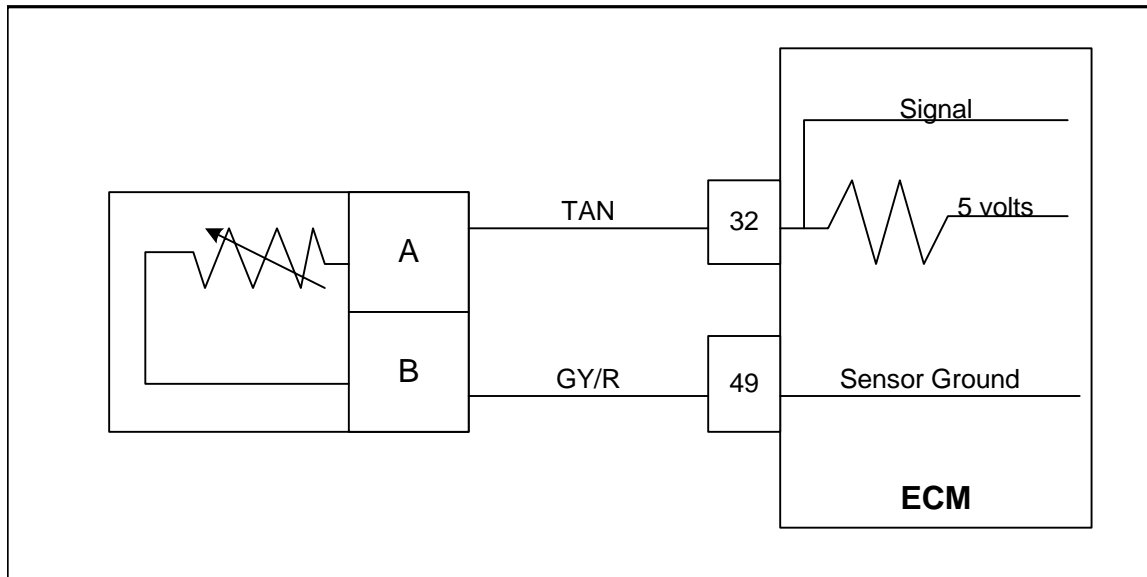 Signal
TAN
32
5 volts
A
B
GY/R
49
Sensor Ground
ECM